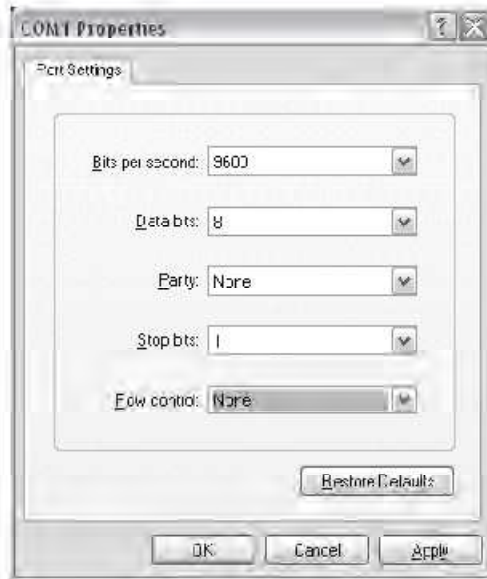 COM1 Properties
Port Settings
Bits per second: 9600
Data bits: 8
Parity: None
Stop bits: 1
Flow control: None
Restore Defaults
OK Cancel Apply